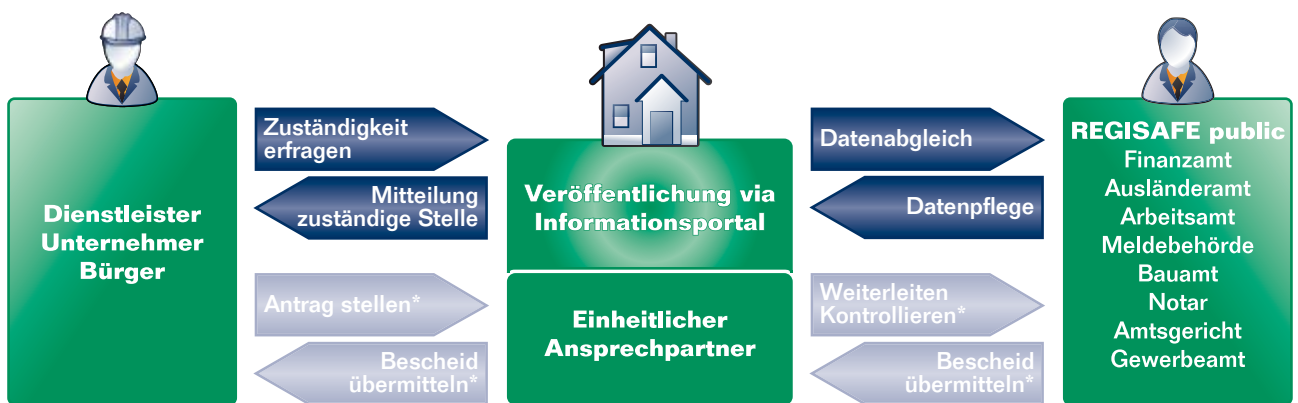 Dienstleister
Unternehmer
Bürger
Zuständigkeit
erfragen
Mitteilung
zuständige Stelle
Antrag stellen*
Bescheid
übermitteln*
Veröffentlichung via
Informationsportal
Einheitlicher
Ansprechpartner
Datenabgleich
Datenpflege
Weiterleiten
Kontrollieren*
Bescheid
übermitteln*
REGISAFE public
Finanzamt
Ausländeramt
Arbeitsamt
Meldebehörde
Bauamt
Notar
Amtsgericht
Gewerbeamt